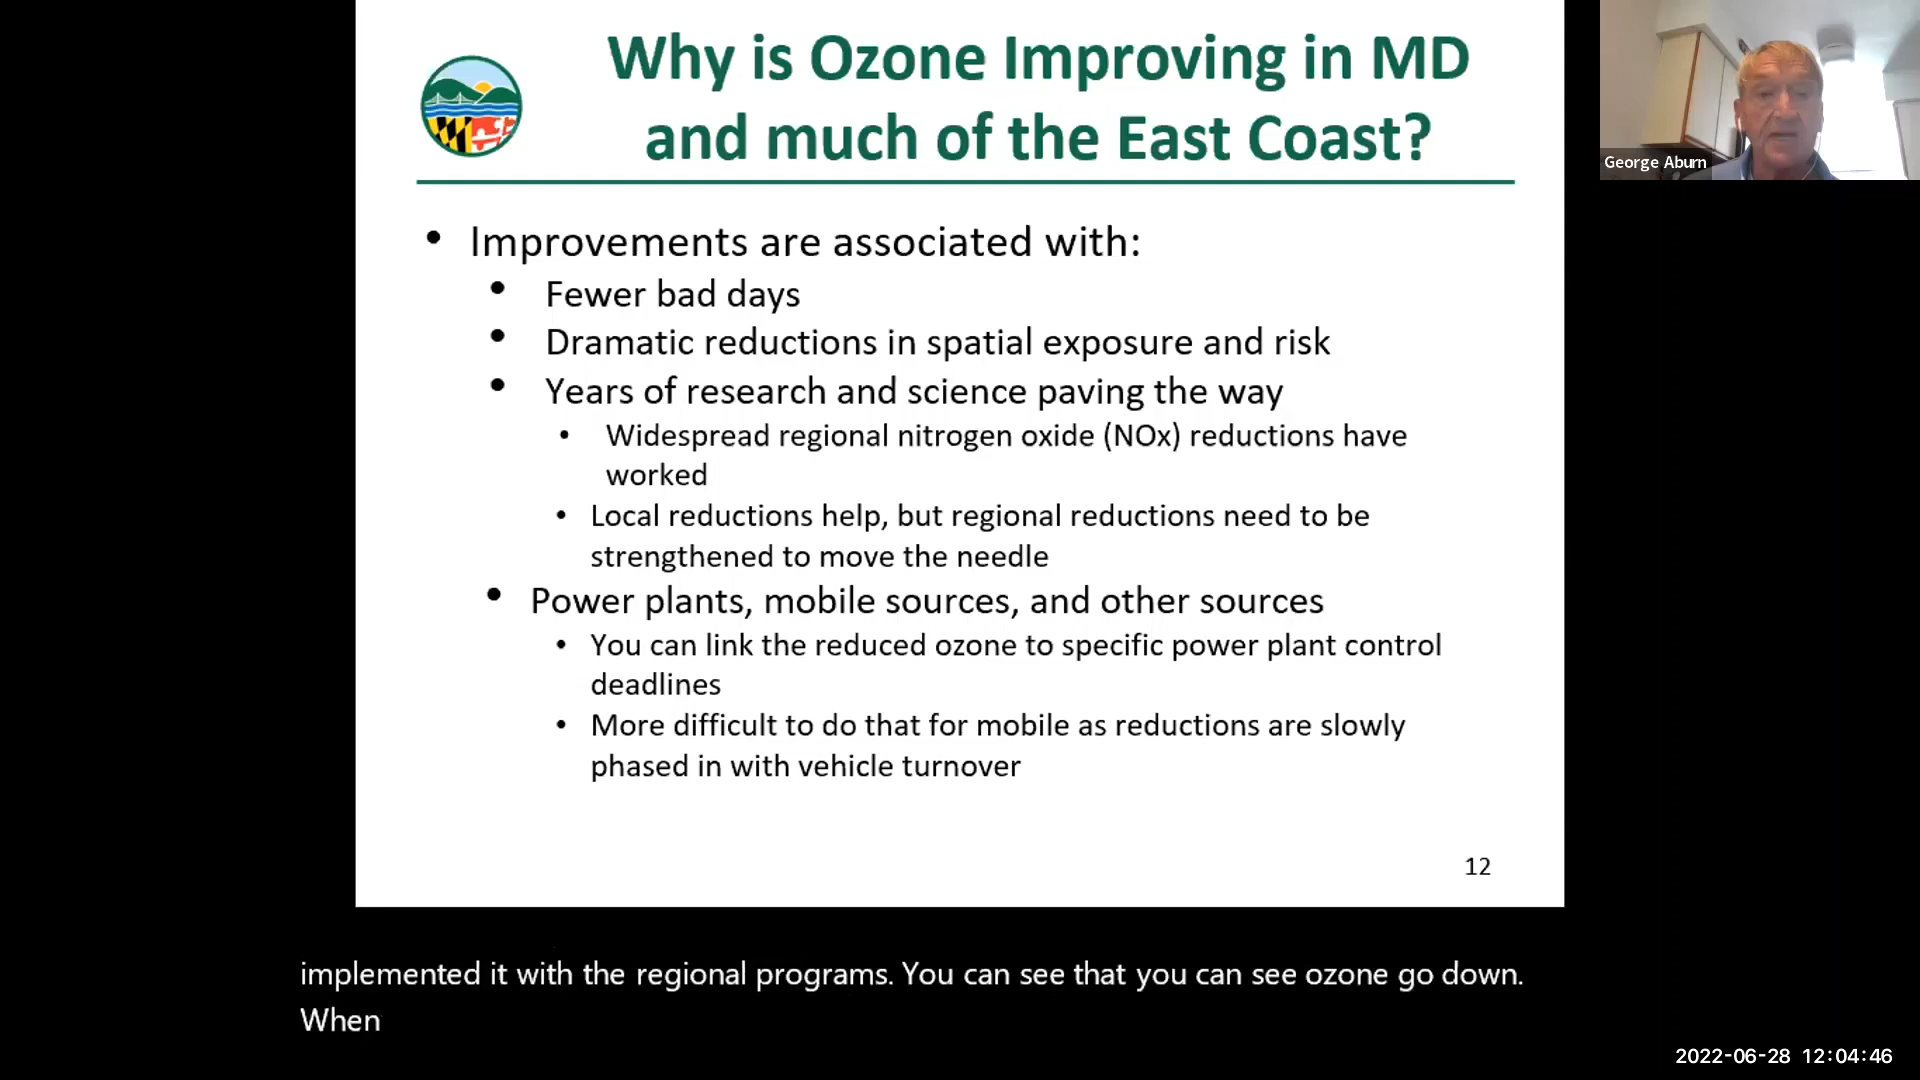 Why is Ozone Improving in MD
and much of the East Coast?
George Aburn
• Improvements are associated with:
• Fewer bad days
• Dramatic reductions in spatial exposure and risk
• Years of research and science paving the way
• Widespread regional nitrogen oxide (NOx) reductions have
worked
• Local reductions help, but regional reductions need to be
strengthened to move the needle
• Power plants, mobile sources, and other sources
• You can link the reduced ozone to specific power plant control
deadlines
• More difficult to do that for mobile as reductions are slowly
phased in with vehicle turnover
12
implemented it with the regional programs. You can see that you can see ozone go down.
When
2022-06-28 12:04:46